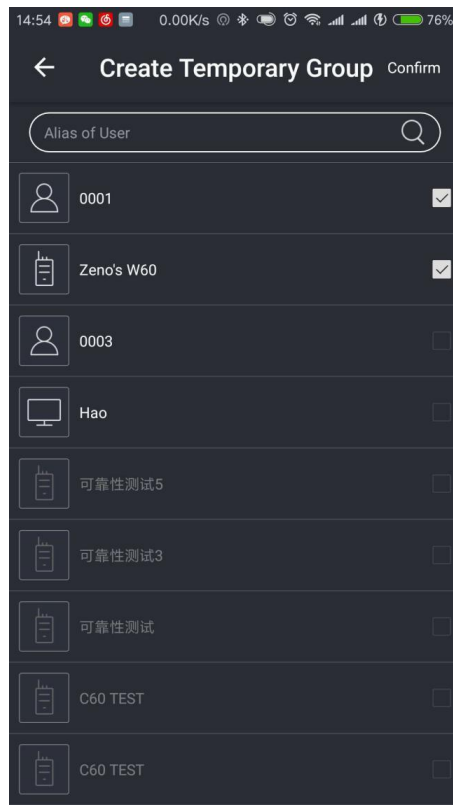 14:54 0.00K/s 76%
Create Temporary Group Confirm
Alias of User
0001
Zeno's W60
0003
Hao
可靠性测试5
可靠性测试3
可靠性测试
C60 TEST
C60 TEST